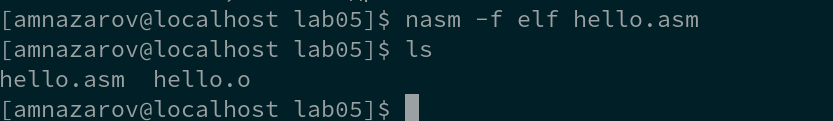 [amnazarov@localhost lab05]$ nasm -f elf hello.asm
[amnazarov@localhost lab05]$ ls
hello.asm  hello.o
[amnazarov@localhost lab05]$